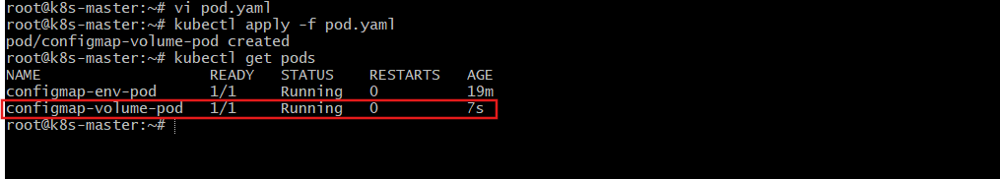 root@k8s-master:~# vi pod.yaml
root@k8s-master:~# kubectl apply -f pod.yaml
pod/configmap-volume-pod created
root@k8s-master:~# kubectl get pods
NAME                   READY   STATUS    RESTARTS   AGE
configmap-env-pod      1/1     Running   0          19m
configmap-volume-pod   1/1     Running   0          7s
root@k8s-master:~#